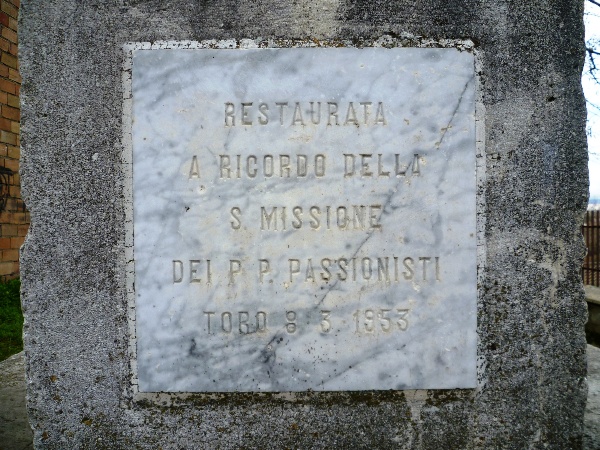 RESTAURATA
A RICORDO DELLA
S. MISSIONE
DEI P. P. PASSIONISTI
TORO 8. 3. 1953